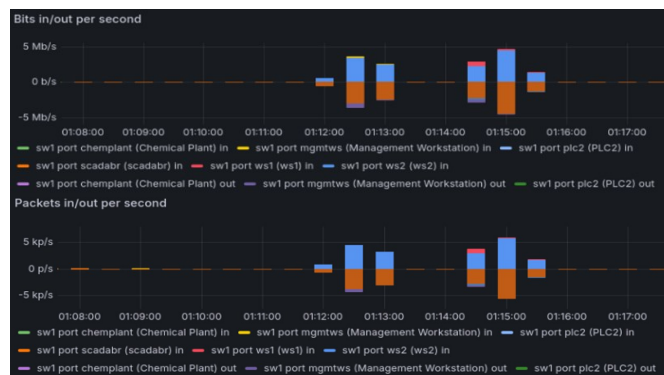 Bits in/out per second
5 Mb/s
0 b/s
-5 Mb/s
01:08:00 01:09:00 01:10:00 01:11:00 01:12:00 01:13:00 01:14:00 01:15:00 01:16:00 01:17:00
sw1 port chemplant (Chemical Plant) in sw1 port mgmtws (Management Workstation) in sw1 port plc2 (PLC2) in
sw1 port scadabr (scadabr) in sw1 port ws1 (ws1) in sw1 port ws2 (ws2) in
sw1 port chemplant (Chemical Plant) out sw1 port mgmtws (Management Workstation) out sw1 port plc2 (PLC2) out
Packets in/out per second
5 kp/s
0 p/s
-5 kp/s
01:08:00 01:09:00 01:10:00 01:11:00 01:12:00 01:13:00 01:14:00 01:15:00 01:16:00 01:17:00
sw1 port chemplant (Chemical Plant) in sw1 port mgmtws (Management Workstation) in sw1 port plc2 (PLC2) in
sw1 port scadabr (scadabr) in sw1 port ws1 (ws1) in sw1 port ws2 (ws2) in
sw1 port chemplant (Chemical Plant) out sw1 port mgmtws (Management Workstation) out sw1 port plc2 (PLC2) out